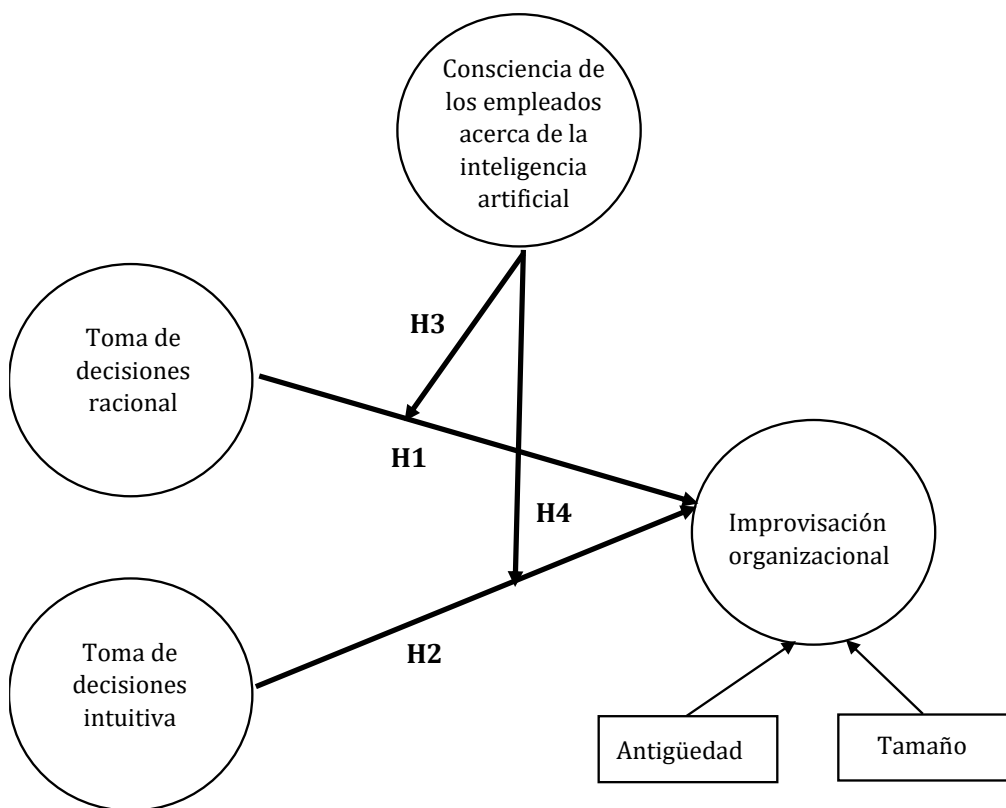 Consciencia de
los empleados
acerca de la
inteligencia
artificial
H3
Toma de
decisiones
racional
H1
H4
Improvisación
organizacional
H2
Toma de
decisiones
intuitiva
Antigüedad
Tamaño